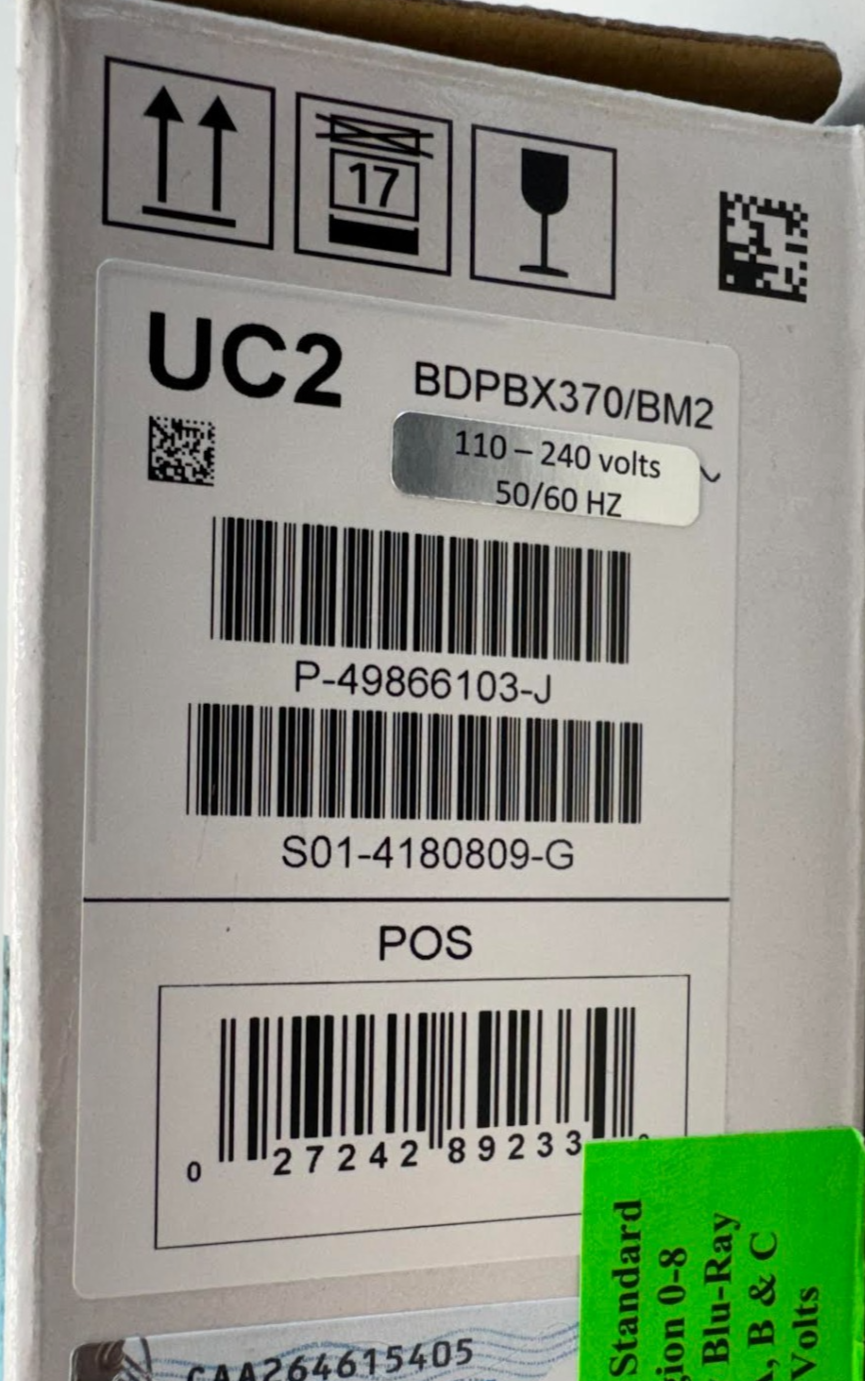 17
UC2
BDPBX370/BM2
110 – 240 volts
50/60 HZ
P-49866103-J
S01-4180809-G
POS
0 27242 89233
Standard
0-8
Blu-Ray
B & C
Volts
CAA264615405